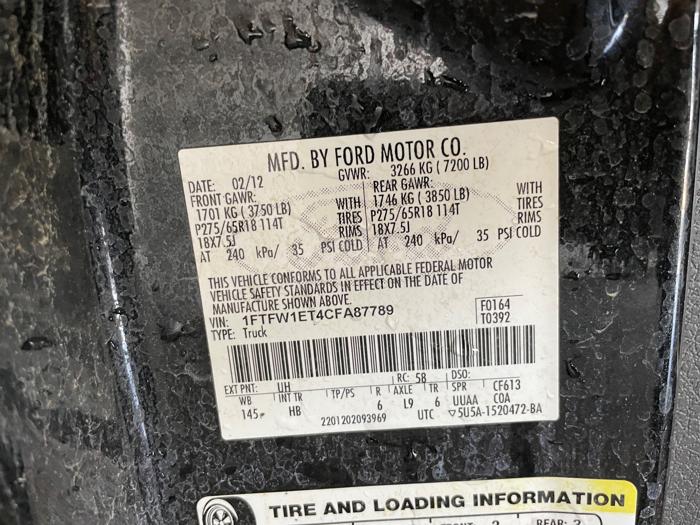 MFD. BY FORD MOTOR CO.
DATE: 02/12 GVWR: 3266 KG ( 7200 LB)
FRONT GAWR: REAR GAWR:
1701 KG ( 3750 LB) WITH 1746 KG ( 3850 LB) WITH
P275/65R18 114T TIRES P275/65R18 114T TIRES
18X7.5J RIMS 18X7.5J RIMS
AT 240 kPa/ 35 PSI COLD AT 240 kPa/ 35 PSI COLD
THIS VEHICLE CONFORMS TO ALL APPLICABLE FEDERAL MOTOR
VEHICLE SAFETY STANDARDS IN EFFECT ON THE DATE OF
MANUFACTURE SHOWN ABOVE.
VIN: 1FTFW1ET4CFA87789 F0164
TYPE: Truck T0392
EXT PNT: UH RC: 58 DSO:
WB INT TR TP/PS R AXLE TR SPR CF613
145 HB 6 L9 6 UUAA COA
2201202093969 UTC ▽5U5A-1520472-BA
TIRE AND LOADING INFORMATION